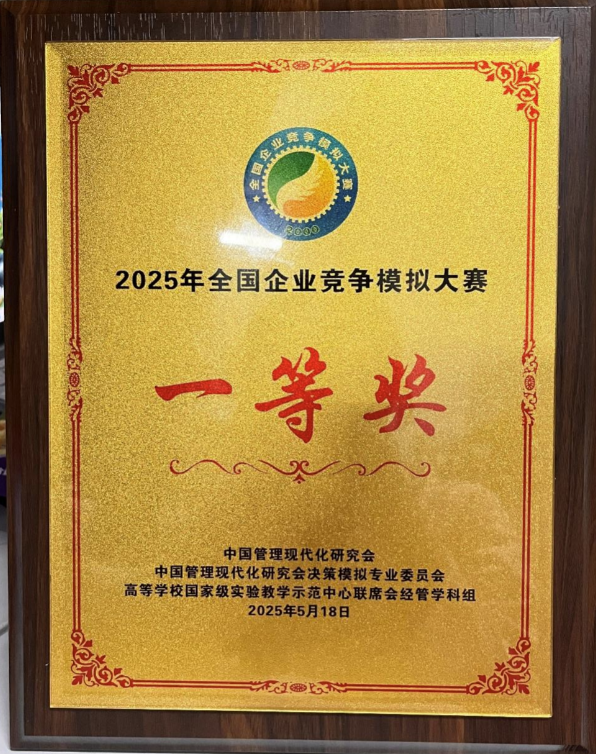 全国企业竞争模拟大赛
2000
2025年全国企业竞争模拟大赛
一等奖
中国管理现代化研究会
中国管理现代化研究会决策模拟专业委员会
高等学校国家级实验教学示范中心联席会经管学科组
2025年5月18日